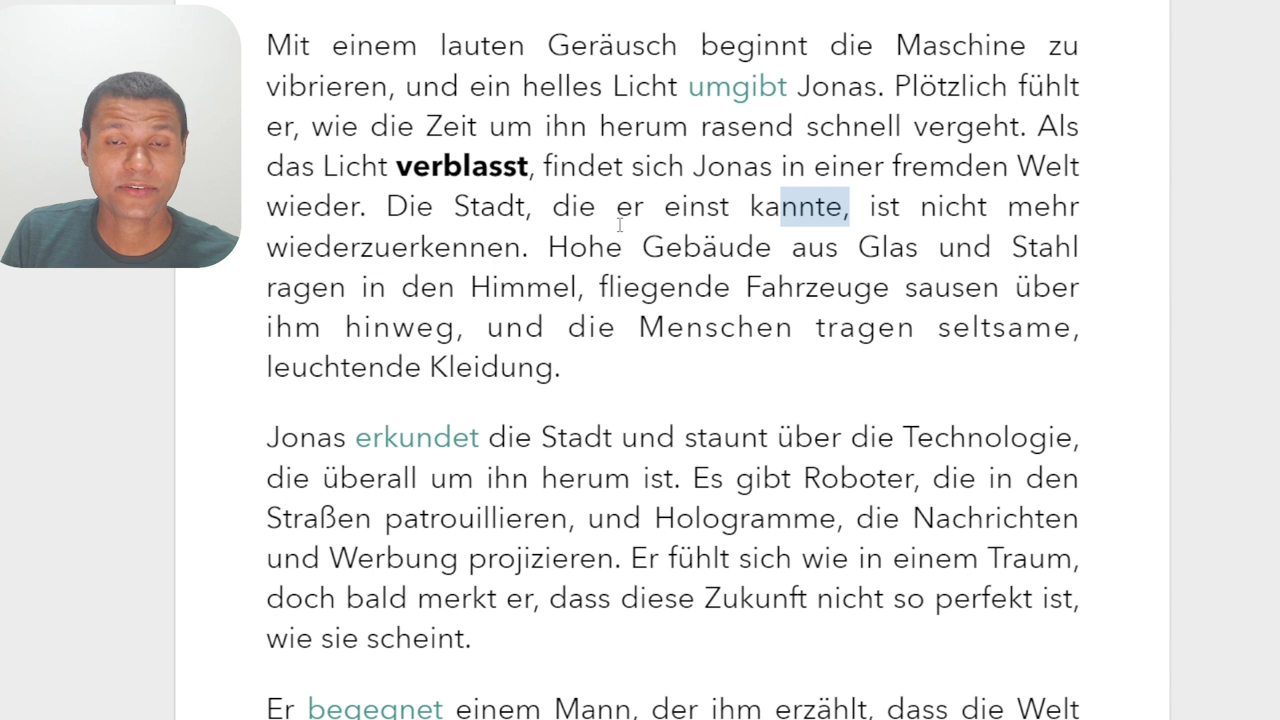 Mit einem lauten Geräusch beginnt die Maschine zu
vibrieren, und ein helles Licht umgibt Jonas. Plötzlich fühlt
er, wie die Zeit um ihn herum rasend schnell vergeht. Als
das Licht verblasst, findet sich Jonas in einer fremden Welt
wieder. Die Stadt, die er einst kannte, ist nicht mehr
wiederzuerkennen. Hohe Gebäude aus Glas und Stahl
ragen in den Himmel, fliegende Fahrzeuge sausen über
ihm hinweg, und die Menschen tragen seltsame,
leuchtende Kleidung.
Jonas erkundet die Stadt und staunt über die Technologie,
die überall um ihn herum ist. Es gibt Roboter, die in den
Straßen patrouillieren, und Hologramme, die Nachrichten
und Werbung projizieren. Er fühlt sich wie in einem Traum,
doch bald merkt er, dass diese Zukunft nicht so perfekt ist,
wie sie scheint.
Er begegnet einem Mann, der ihm erzählt, dass die Welt